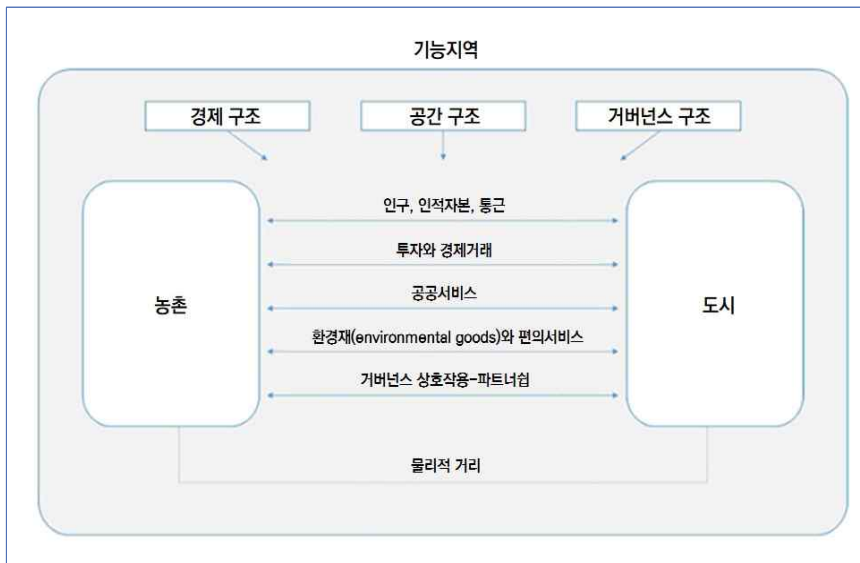 기능지역
경제 구조
공간 구조
거버넌스 구조
인구, 인적자본, 통근
투자와 경제거래
공공서비스
농촌
도시
환경재(environmental goods)와 편의서비스
거버넌스 상호작용-파트너쉽
물리적 거리